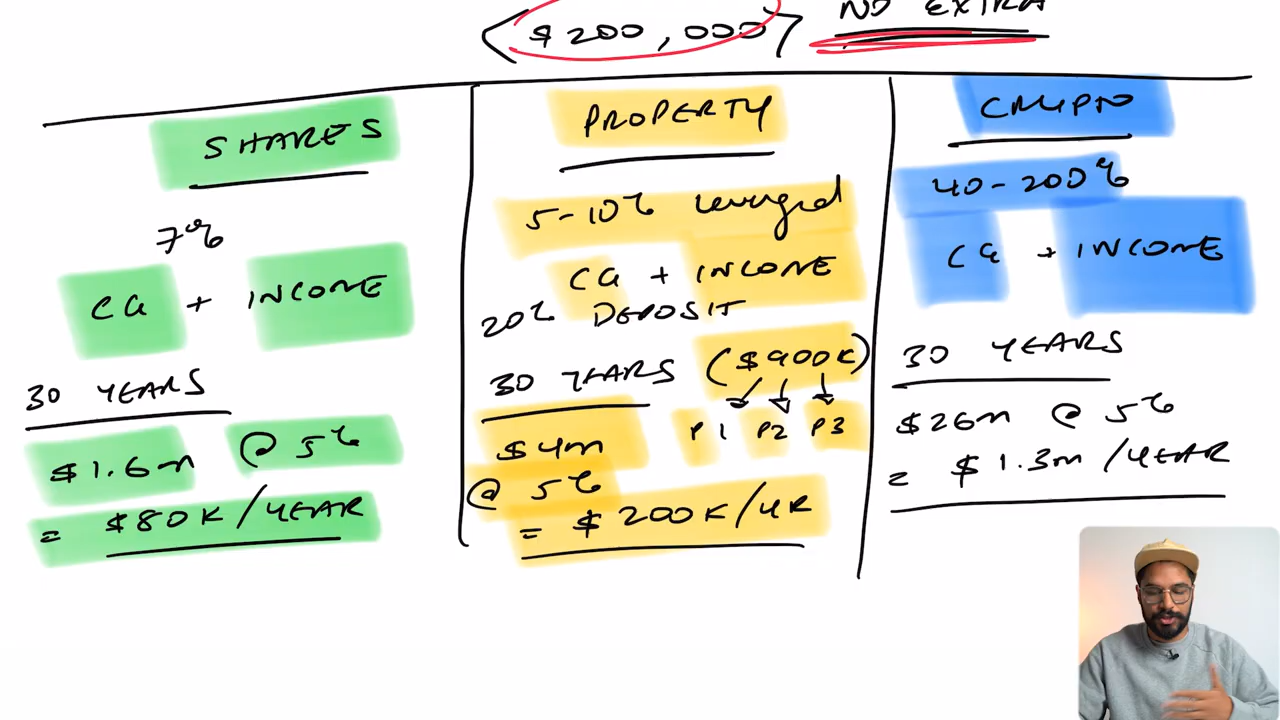 $200,000
NO EXTRA
SHARES
7%
CG + INCOME
30 YEARS
$1.6m @ 5%
= $80K/YEAR
PROPERTY
5-10% leveraged
CG + INCOME
20% DEPOSIT
30 YEARS ($900K)
P1 P2 P3
$4m
@ 5%
= $200K/YR
CRYPTO
40-200%
CG + INCOME
30 YEARS
$26m @ 5%
= $1.3m/YEAR